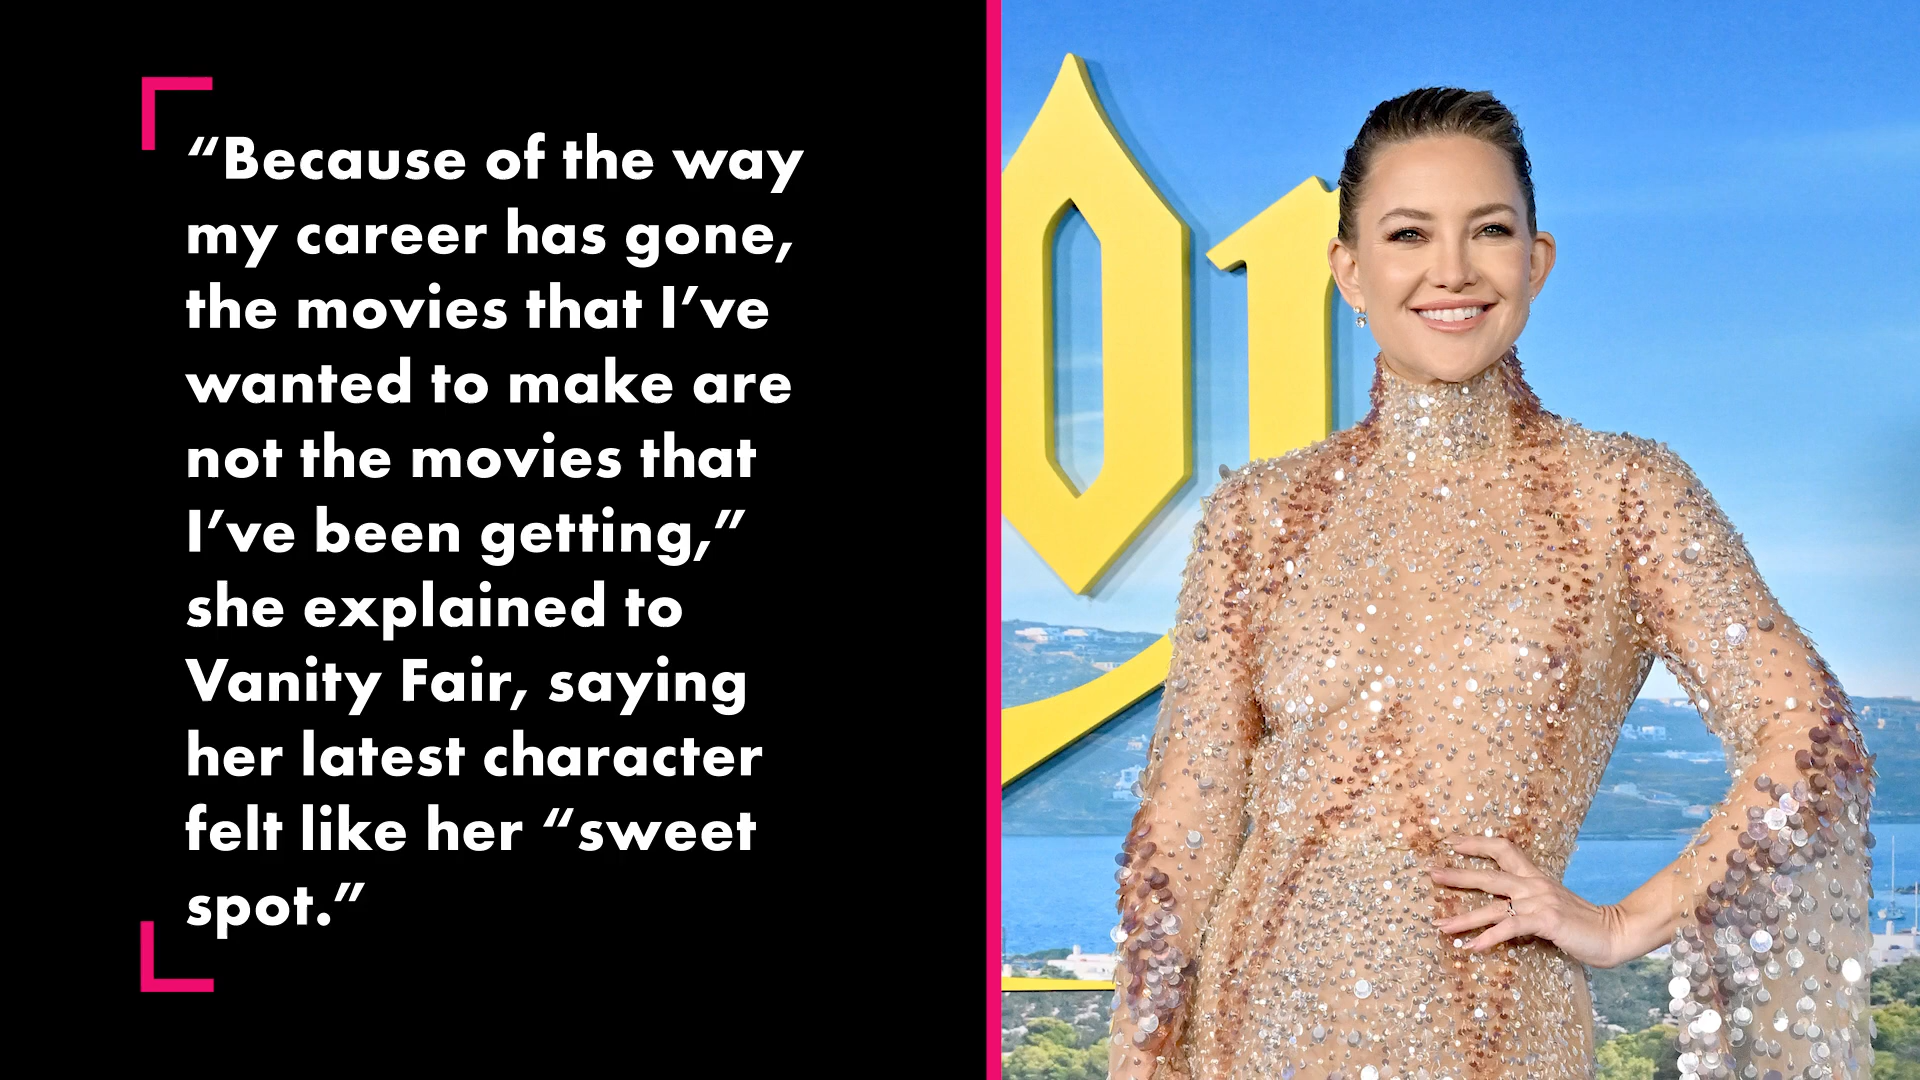 “Because of the way
my career has gone,
the movies that I’ve
wanted to make are
not the movies that
I’ve been getting,”
she explained to
Vanity Fair, saying
her latest character
felt like her “sweet
spot.”